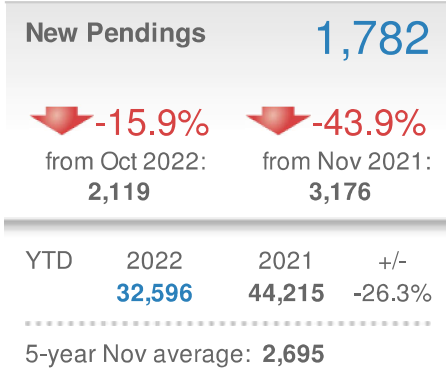 New Pendings 1,782
-15.9% -43.9%
from Oct 2022: from Nov 2021:
2,119 3,176
YTD 2022 2021 +/-
32,596 44,215 -26.3%
5-year Nov average: 2,695